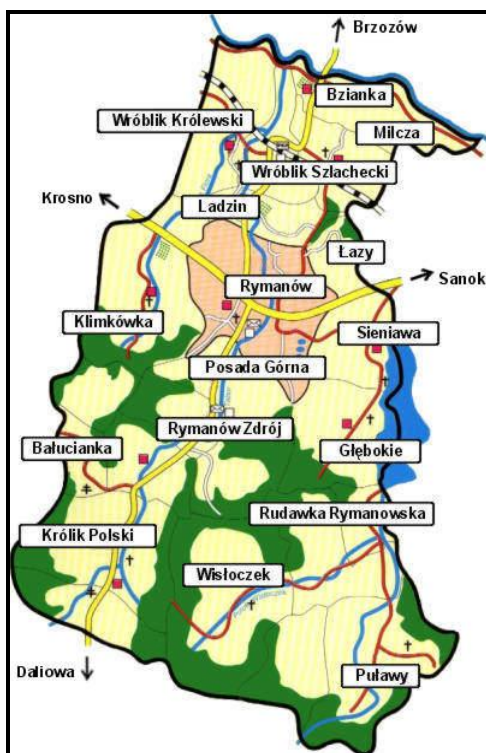 Brzozów
Bzianka
Wróblik Królewski
Milcza
Wróblik Szlachecki
Krosno
Ladzin
Łazy
Rymanów
Sanok
Klimkówka
Sieniawa
Posada Górna
Rymanów Zdrój
Bałucianka
Głębokie
Rudawka Rymanowska
Królik Polski
Wisłoczek
Daliowa
Puławy